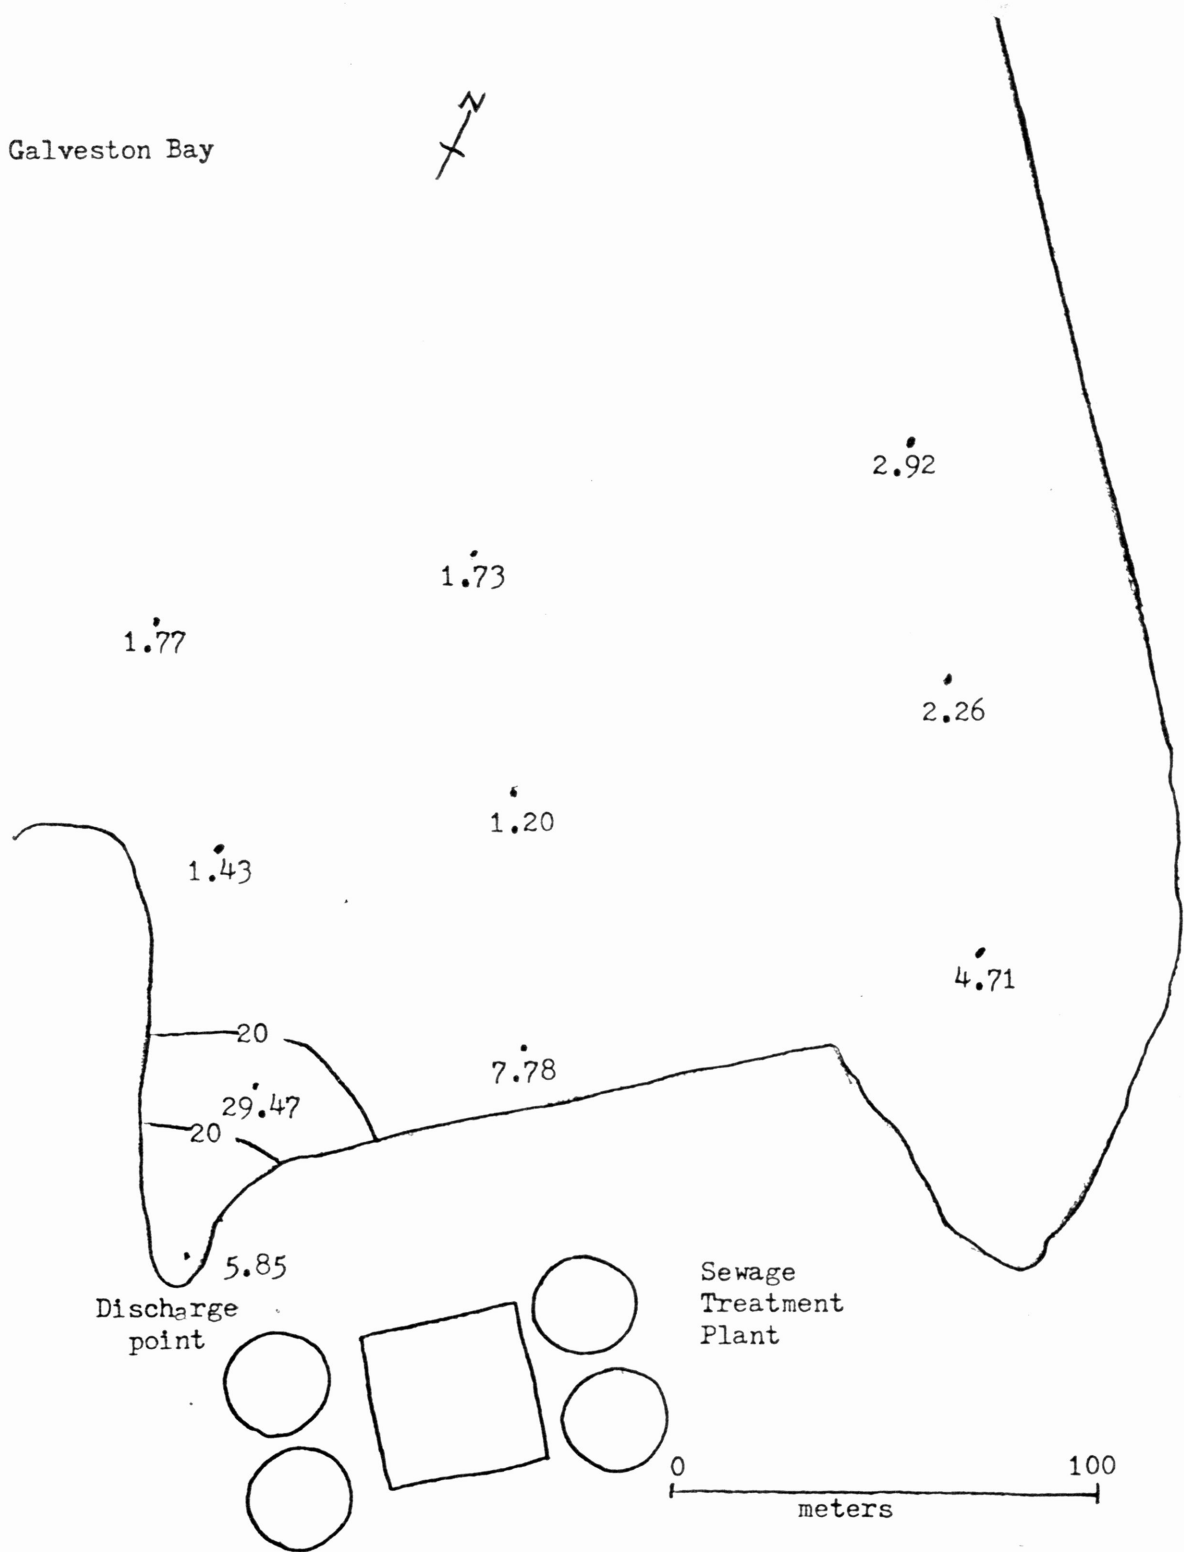 N
Galveston Bay
2.92
1.73
1.77
2.26
1.20
1.43
4.71
20
7.78
29.47
20
5.85
Discharge
point
Sewage
Treatment
Plant
0 100
meters